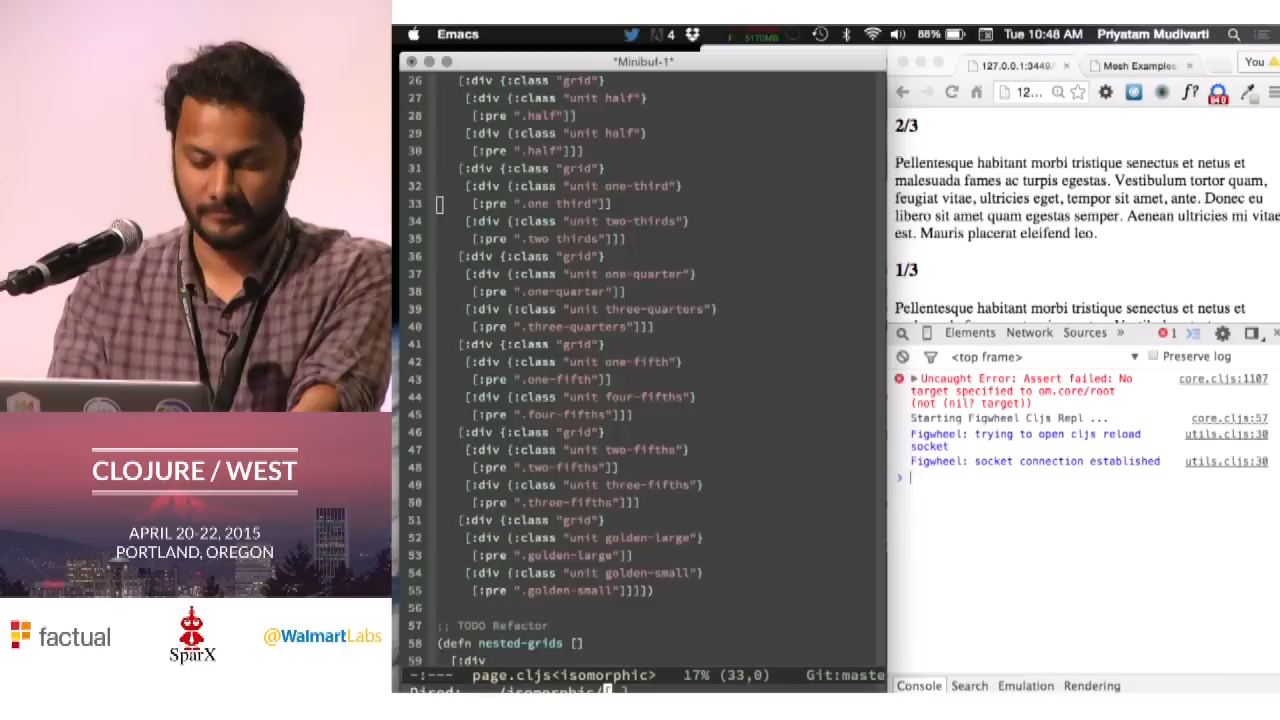 Emacs
4
5170MB
88%
Tue 10:48 AM
Priyatam Mudivarti
*Minibuf-1*
26 [:div {:class "grid"}
27 [:div {:class "unit half"}
28 [:pre ".half"]]
29 [:div {:class "unit half"}
30 [:pre ".half"]]]
31 [:div {:class "grid"}
32 [:div {:class "unit one-third"}
33 [:pre ".one third"]]
34 [:div {:class "unit two-thirds"}
35 [:pre ".two thirds"]]]
36 [:div {:class "grid"}
37 [:div {:class "unit one-quarter"}
38 [:pre ".one-quarter"]]
39 [:div {:class "unit three-quarters"}
40 [:pre ".three-quarters"]]]
41 [:div {:class "grid"}
42 [:div {:class "unit one-fifth"}
43 [:pre ".one-fifth"]]
44 [:div {:class "unit four-fifths"}
45 [:pre ".four-fifths"]]]
46 [:div {:class "grid"}
47 [:div {:class "unit two-fifths"}
48 [:pre ".two-fifths"]]
49 [:div {:class "unit three-fifths"}
50 [:pre ".three-fifths"]]]
51 [:div {:class "grid"}
52 [:div {:class "unit golden-large"}
53 [:pre ".golden-large"]]
54 [:div {:class "unit golden-small"}
55 [:pre ".golden-small"]]]])
56
57 ;; TODO Refactor
58 (defn nested-grids []
59 [:div
-:--- page.cljs<isomorphic> 17% (33,0) Git:maste
127.0.0.1:3449/
Mesh Examples
You
12...
f?
2/3
Pellentesque habitant morbi tristique senectus et netus et
malesuada fames ac turpis egestas. Vestibulum tortor quam,
feugiat vitae, ultricies eget, tempor sit amet, ante. Donec eu
libero sit amet quam egestas semper. Aenean ultricies mi vitae
est. Mauris placerat eleifend leo.
1/3
Pellentesque habitant morbi tristique senectus et netus et
Elements Network Sources » 1
<top frame>
Preserve log
Uncaught Error: Assert failed: No core.cljs:1107
target specified to om.core/root
(not (nil? target))
Starting Figwheel Cljs Repl ... core.cljs:57
Figwheel: trying to open cljs reload utils.cljs:30
socket
Figwheel: socket connection established utils.cljs:30
Console Search Emulation Rendering
CLOJURE / WEST
APRIL 20-22, 2015
PORTLAND, OREGON
factual
SparX
@WalmartLabs